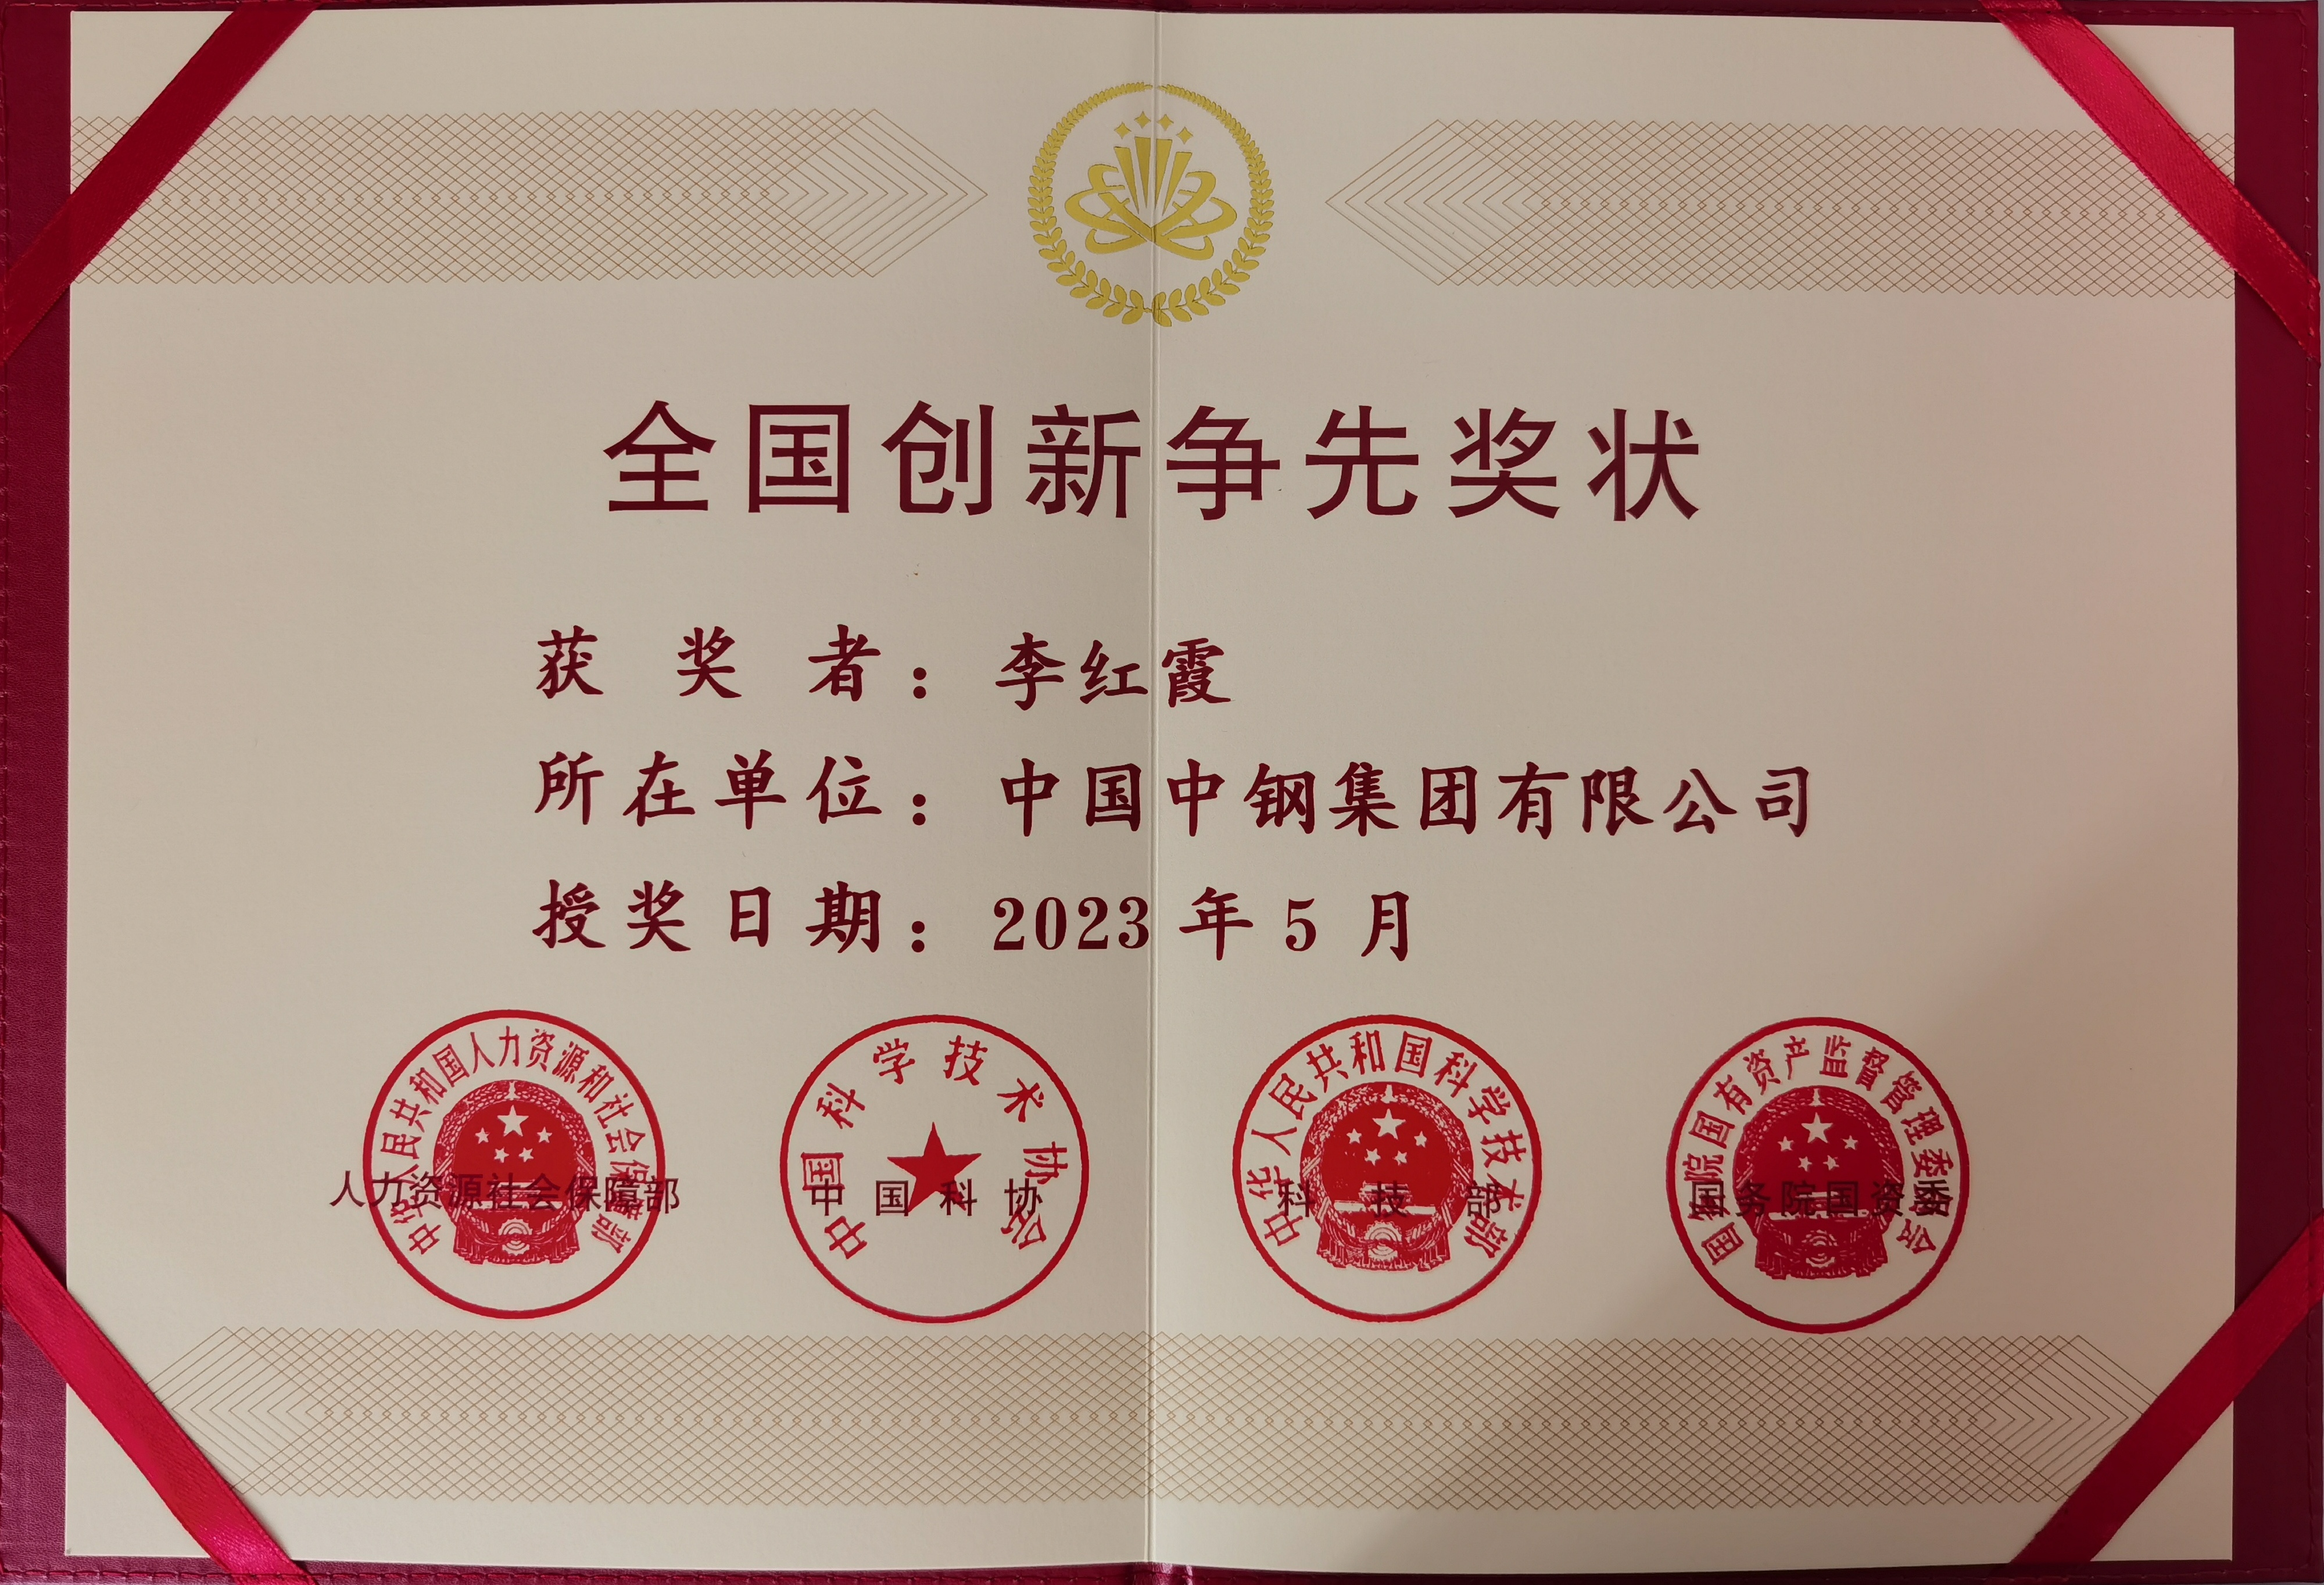 全国创新争先奖状
获奖者：李红霞
所在单位：中国中钢集团有限公司
授奖日期：2023年5月
中华人民共和国人力资源和社会保障部
人力资源社会保障部
中国科学技术协会
中国科协
中华人民共和国科学技术部
科技部
国务院国有资产监督管理委员会
国务院国资委